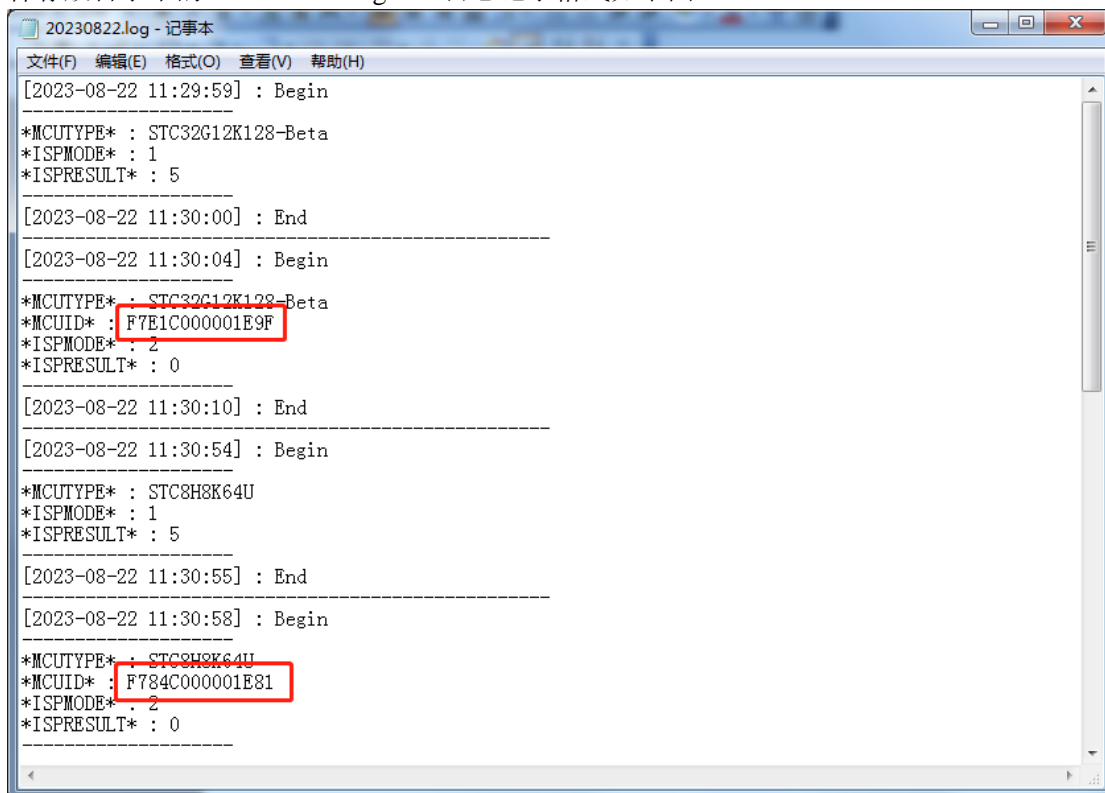 20230822.log - 记事本
文件(F) 编辑(E) 格式(O) 查看(V) 帮助(H)
[2023-08-22 11:29:59] : Begin
--------------------
*MCUTYPE* : STC32G12K128-Beta
*ISPMODE* : 1
*ISPRESULT* : 5
--------------------
[2023-08-22 11:30:00] : End
--------------------------------------------------
[2023-08-22 11:30:04] : Begin
--------------------
*MCUTYPE* : STC32G12K128-Beta
*MCUID* : F7E1C000001E9F
*ISPMODE* : 2
*ISPRESULT* : 0
--------------------
[2023-08-22 11:30:10] : End
--------------------------------------------------
[2023-08-22 11:30:54] : Begin
--------------------
*MCUTYPE* : STC8H8K64U
*ISPMODE* : 1
*ISPRESULT* : 5
--------------------
[2023-08-22 11:30:55] : End
--------------------------------------------------
[2023-08-22 11:30:58] : Begin
--------------------
*MCUTYPE* : STC8H8K64U
*MCUID* : F784C000001E81
*ISPMODE* : 2
*ISPRESULT* : 0
--------------------